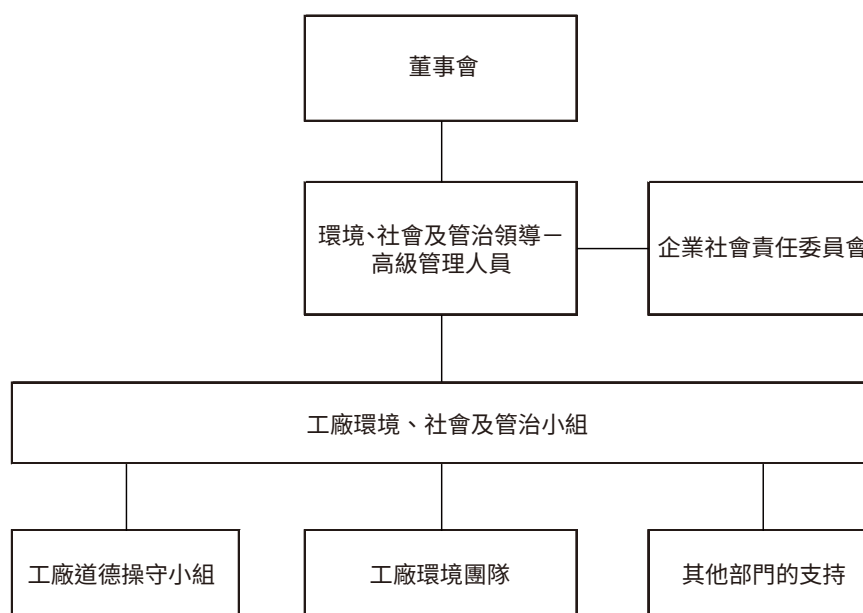 董事會
環境、社會及管治領導－
高級管理人員
企業社會責任委員會
工廠環境、社會及管治小組
工廠道德操守小組
工廠環境團隊
其他部門的支持